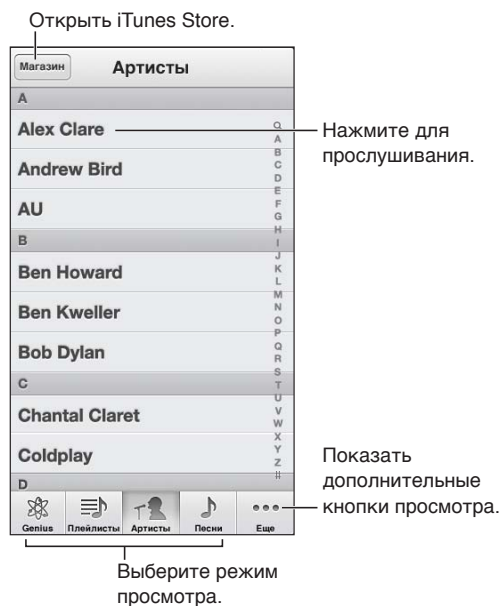 Открыть iTunes Store.
Магазин
Артисты
A
Alex Clare
Andrew Bird
AU
B
Ben Howard
Ben Kweller
Bob Dylan
C
Chantal Claret
Coldplay
D
A
B
C
D
E
F
G
H
I
J
K
L
M
N
O
P
Q
R
S
T
U
V
W
X
Y
Z
#
Нажмите для
прослушивания.
Показать
дополнительные
кнопки просмотра.
Genius
Плейлисты
Артисты
Песни
Еще
Выберите режим
просмотра.